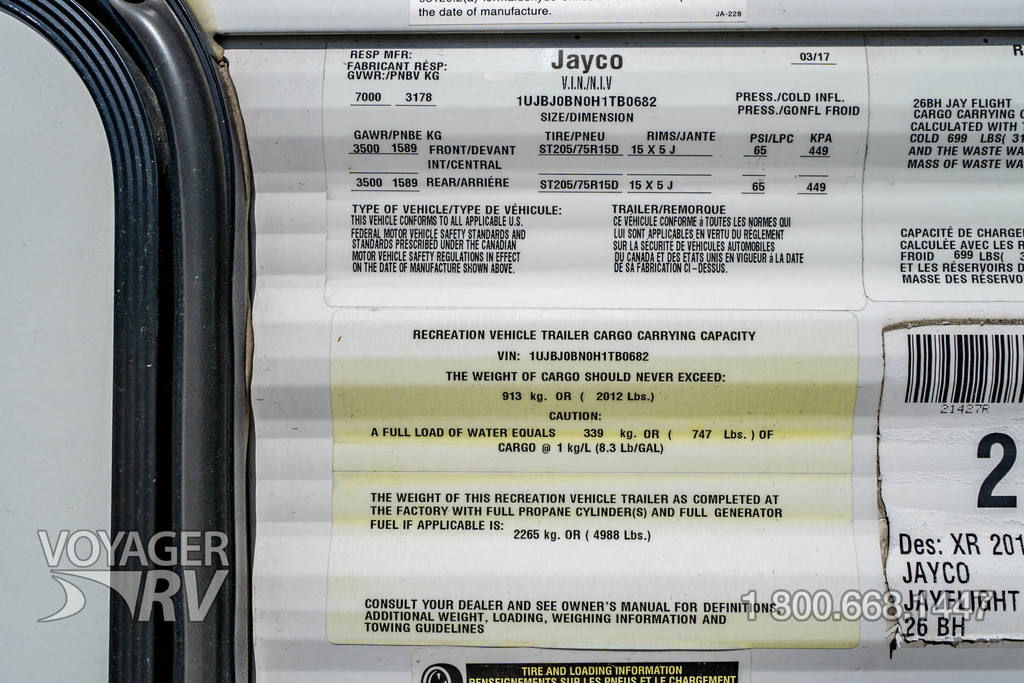 the date of manufacture.
JA-228
RESP MFR:
FABRICANT RÉSP:
GVWR:/PNBV KG
7000 3178
Jayco
V.I.N./N.I.V
1UJBJ0BN0H1TB0682
SIZE/DIMENSION
03/17
PRESS./COLD INFL.
PRESS./GONFL FROID
GAWR/PNBE KG TIRE/PNEU RIMS/JANTE PSI/LPC KPA
3500 1589 FRONT/DEVANT ST205/75R15D 15 X 5 J 65 449
INT/CENTRAL
3500 1589 REAR/ARRIÈRE ST205/75R15D 15 X 5 J 65 449
TYPE OF VEHICLE/TYPE DE VÉHICULE:
THIS VEHICLE CONFORMS TO ALL APPLICABLE U.S.
FEDERAL MOTOR VEHICLE SAFETY STANDARDS AND
STANDARDS PRESCRIBED UNDER THE CANADIAN
MOTOR VEHICLE SAFETY REGULATIONS IN EFFECT
ON THE DATE OF MANUFACTURE SHOWN ABOVE.
TRAILER/REMORQUE
CE VÉHICULE CONFORME á TOUTES LES NORMES QUI
LUI SONT APPLICABLES EN VERTU DU RÈGLEMENT
SUR LA SÉCURITÉ DE VÉHICULES AUTOMOBILES
DU CANADA ET DES ETATS UNIS EN VIGUEUR á LA DATE
DE SA FABRICATION CI-DESSUS.
26BH JAY FLIGHT
CARGO CARRYING
CALCULATED WITH
COLD 699 LBS(
AND THE WASTE
MASS OF WASTE
CAPACITÉ DE
CALCULÉE AVEC LES
FROID 699 LBS(
ET LES RÉSERVOIRS
MASSE DES
RECREATION VEHICLE TRAILER CARGO CARRYING CAPACITY
VIN: 1UJBJ0BN0H1TB0682
THE WEIGHT OF CARGO SHOULD NEVER EXCEED:
913 kg. OR ( 2012 Lbs.)
CAUTION:
A FULL LOAD OF WATER EQUALS 339 kg. OR ( 747 Lbs. ) OF
CARGO @ 1 kg/L (8.3 Lb/GAL)
THE WEIGHT OF THIS RECREATION VEHICLE TRAILER AS COMPLETED AT
THE FACTORY WITH FULL PROPANE CYLINDER(S) AND FULL GENERATOR
FUEL IF APPLICABLE IS:
2265 kg. OR ( 4988 Lbs.)
CONSULT YOUR DEALER AND SEE OWNER'S MANUAL FOR DEFINITIONS,
ADDITIONAL WEIGHT, LOADING, WEIGHING INFORMATION AND
TOWING GUIDELINES
21427R
2
Des: XR 201
JAYCO
JAYFLIGHT
26 BH
VOYAGER
RV
TIRE AND LOADING INFORMATION
RENSEIGNEMENTS SUR LES PNEUS ET LE CHARGEMENT